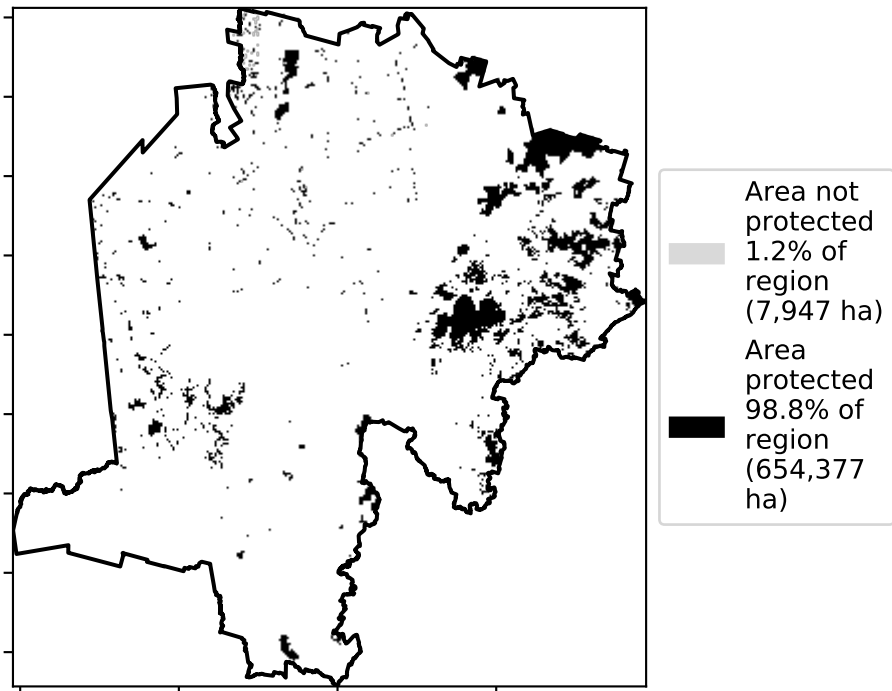 Area not
protected
1.2% of
region
(7,947 ha)
Area
protected
98.8% of
region
(654,377
ha)